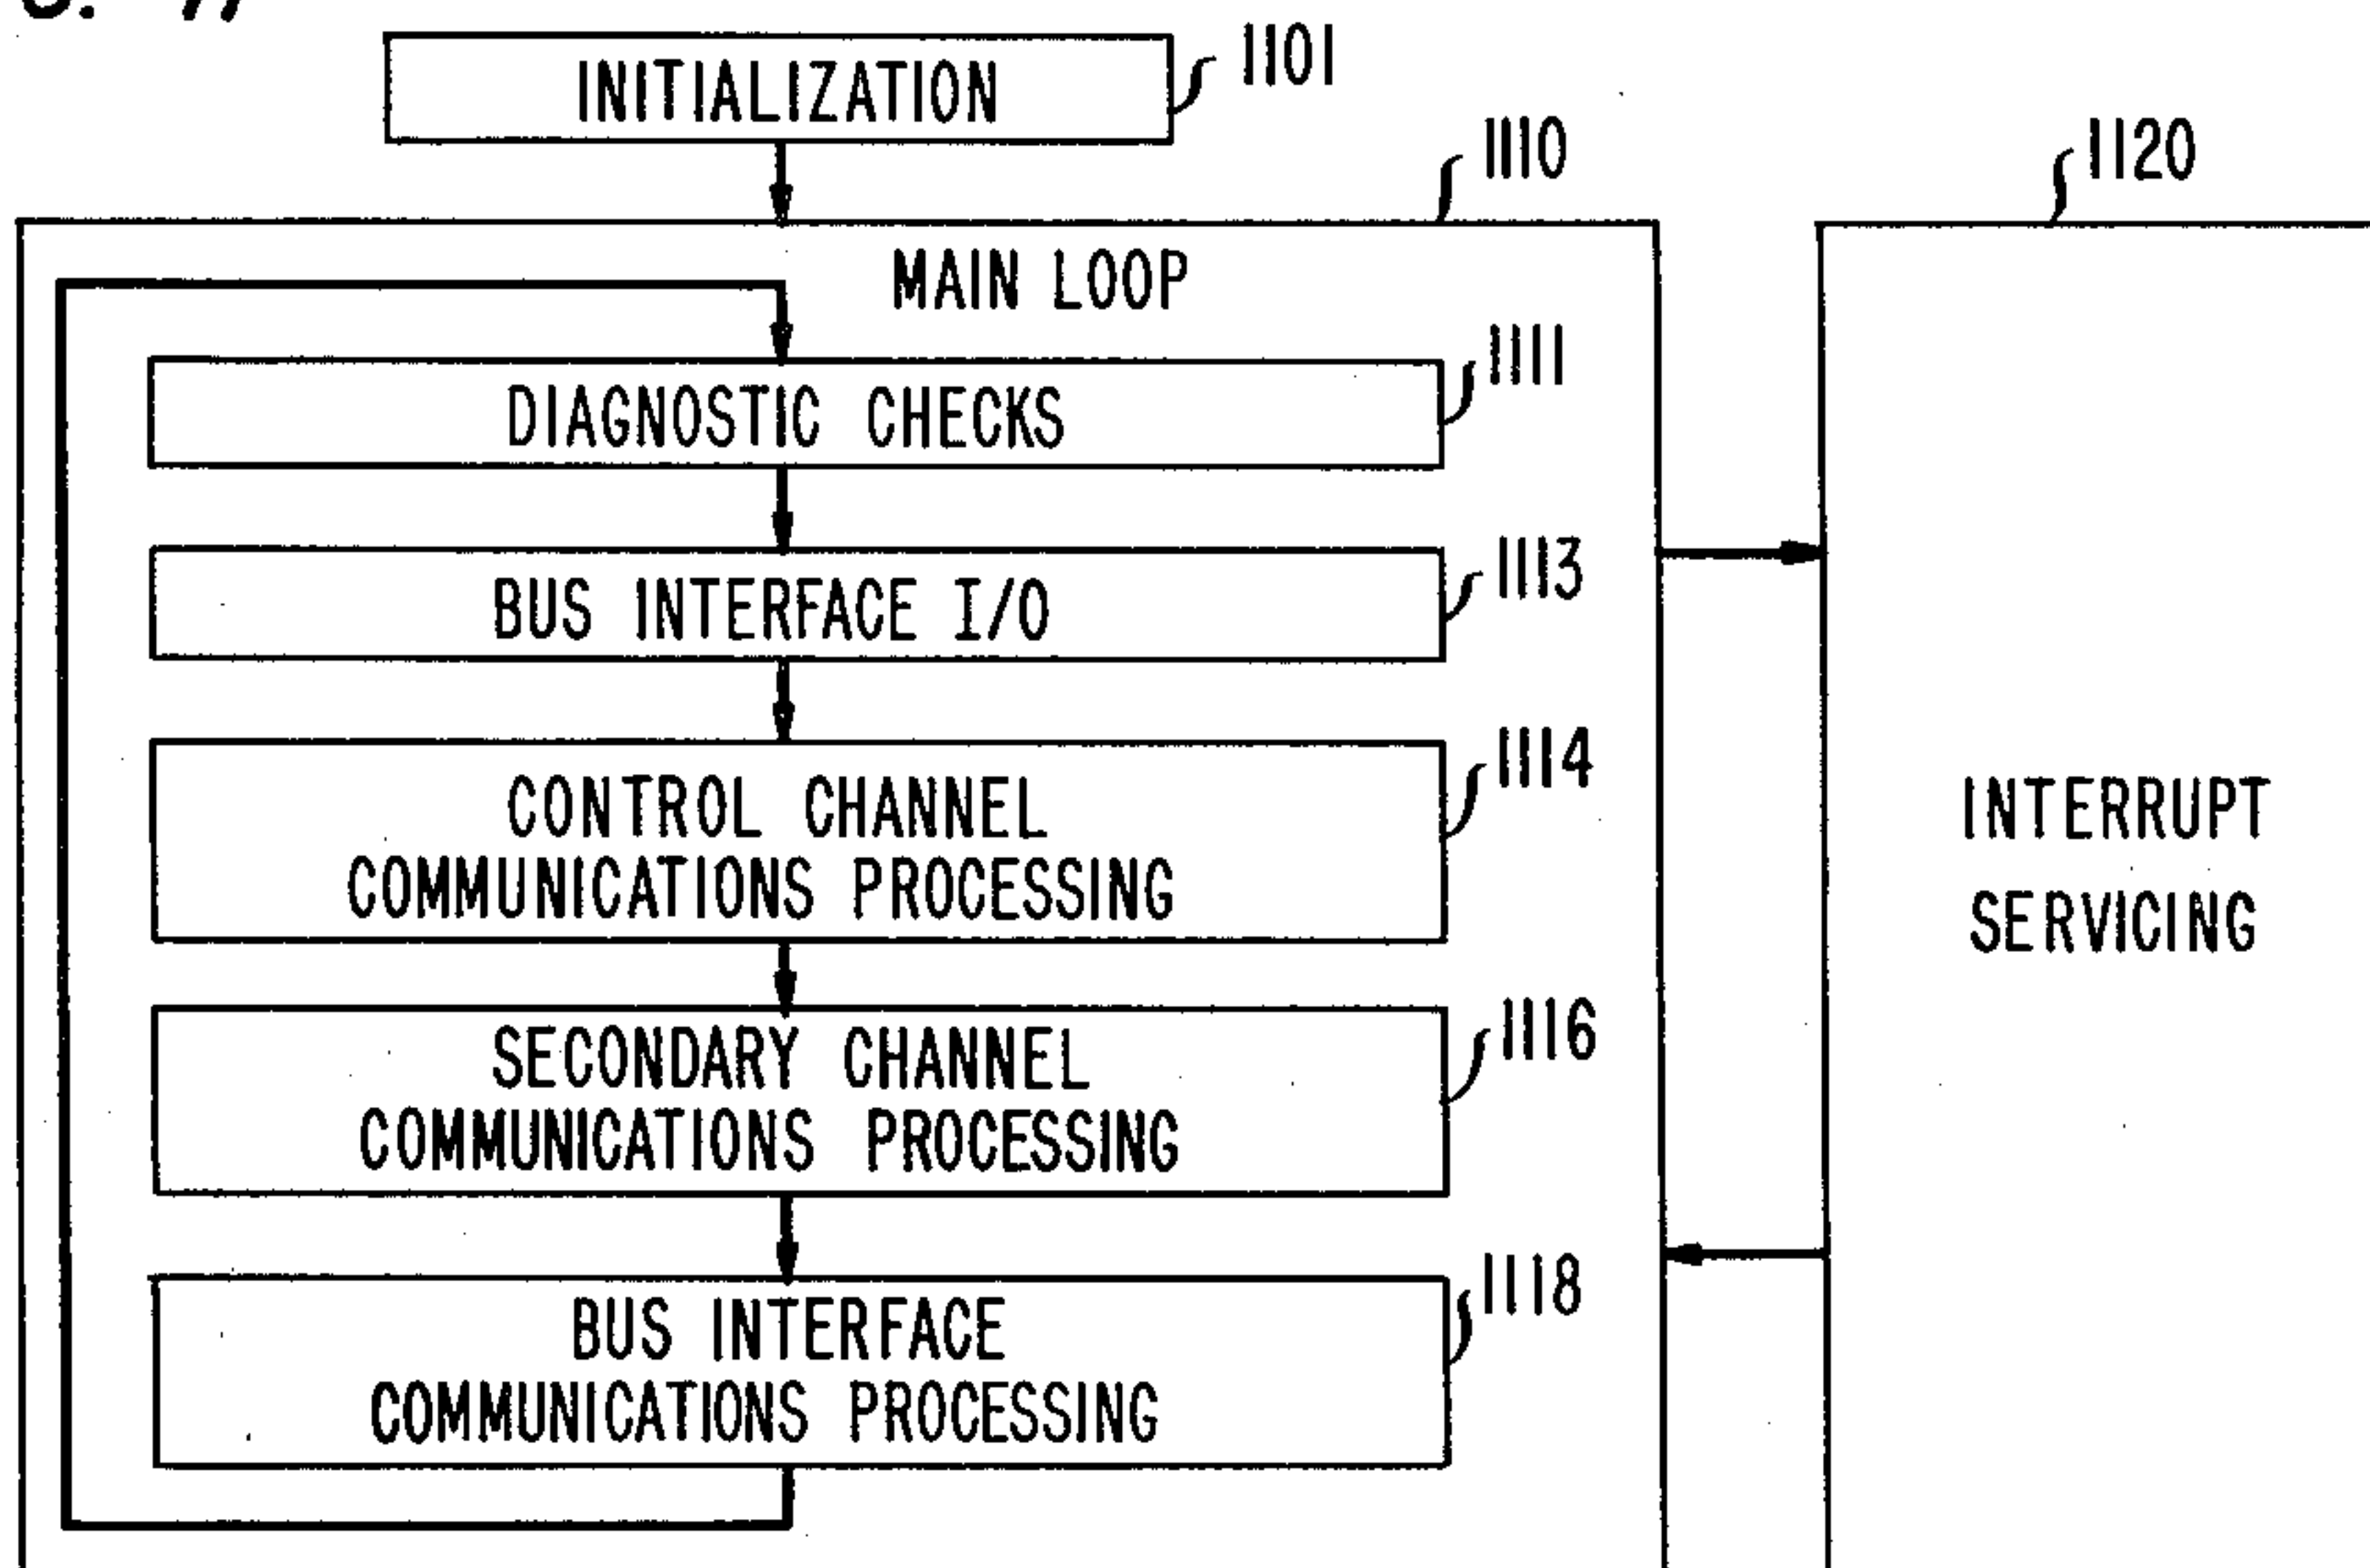 INITIALIZATION
1101
1110
1120
MAIN LOOP
DIAGNOSTIC CHECKS
1111
BUS INTERFACE I/O
1113
CONTROL CHANNEL
COMMUNICATIONS PROCESSING
1114
SECONDARY CHANNEL
COMMUNICATIONS PROCESSING
1116
BUS INTERFACE
COMMUNICATIONS PROCESSING
1118
INTERRUPT
SERVICING